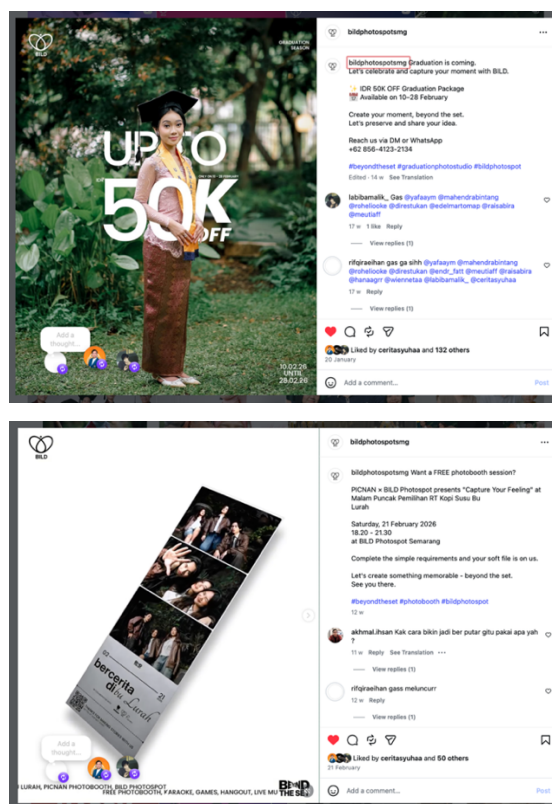 BILD
GRADUATION
SEASON
UP TO
50K
OFF
Add a
thought...
10.02.26
UNTIL
28.02.26
bildphotospotsmg
bildphotospotsmg Graduation is coming.
Let's celebrate and capture your moment with BILD.
✨ IDR 50K OFF Graduation Package
Available on 10–28 February
Create your moment, beyond the set.
Let's preserve and share your idea.
Reach us via DM or WhatsApp
+62 856-4123-2134
#beyondtheset #graduationphotostudio #bildphotospot
Edited · 14 w See Translation
labibamalik_ Gas @yafaaym @mahendrabintang
@roheliooke @direstukan @edelmartomap @raisabira
@meutiaff
17 w 1 like Reply
View replies (1)
rifqiraeihan gas ga sihh @yafaaym @mahendrabintang
@roheliooke @direstukan @endr_fatt @meutiaff @raisabira
@hanaagrr @wiennetaa @labibamalik_ @ceritasyuhaa
17 w Reply
View replies (1)
Liked by ceritasyuhaa and 132 others
20 January
Add a comment...
Post
BILD
bercerita
di bu Lurah
Add a
thought...
LURAH, PICNAN PHOTOBOOTH, BILD PHOTOSPOT
FREE PHOTOBOOTH, KARAOKE, GAMES, HANGOUT, LIVE MU
BEYOND
THE SET
bildphotospotsmg
bildphotospotsmg Want a FREE photobooth session?
PICNAN × BILD Photospot presents "Capture Your Feeling" at
Malam Puncak Pemilihan RT Kopi Susu Bu
Lurah
Saturday, 21 February 2026
18.20 - 21.30
at BILD Photospot Semarang
Complete the simple requirements and your soft file is on us.
Let's create something memorable - beyond the set.
See you there.
#beyondtheset #photobooth #bildphotospot
12 w
akhmal.ihsan Kak cara bikin jadi ber putar gitu pakai apa yah
?
11 w Reply See Translation
View replies (1)
rifqiraeihan gass meluncurr
12 w Reply
View replies (1)
Liked by ceritasyuhaa and 50 others
21 February
Add a comment...
Post